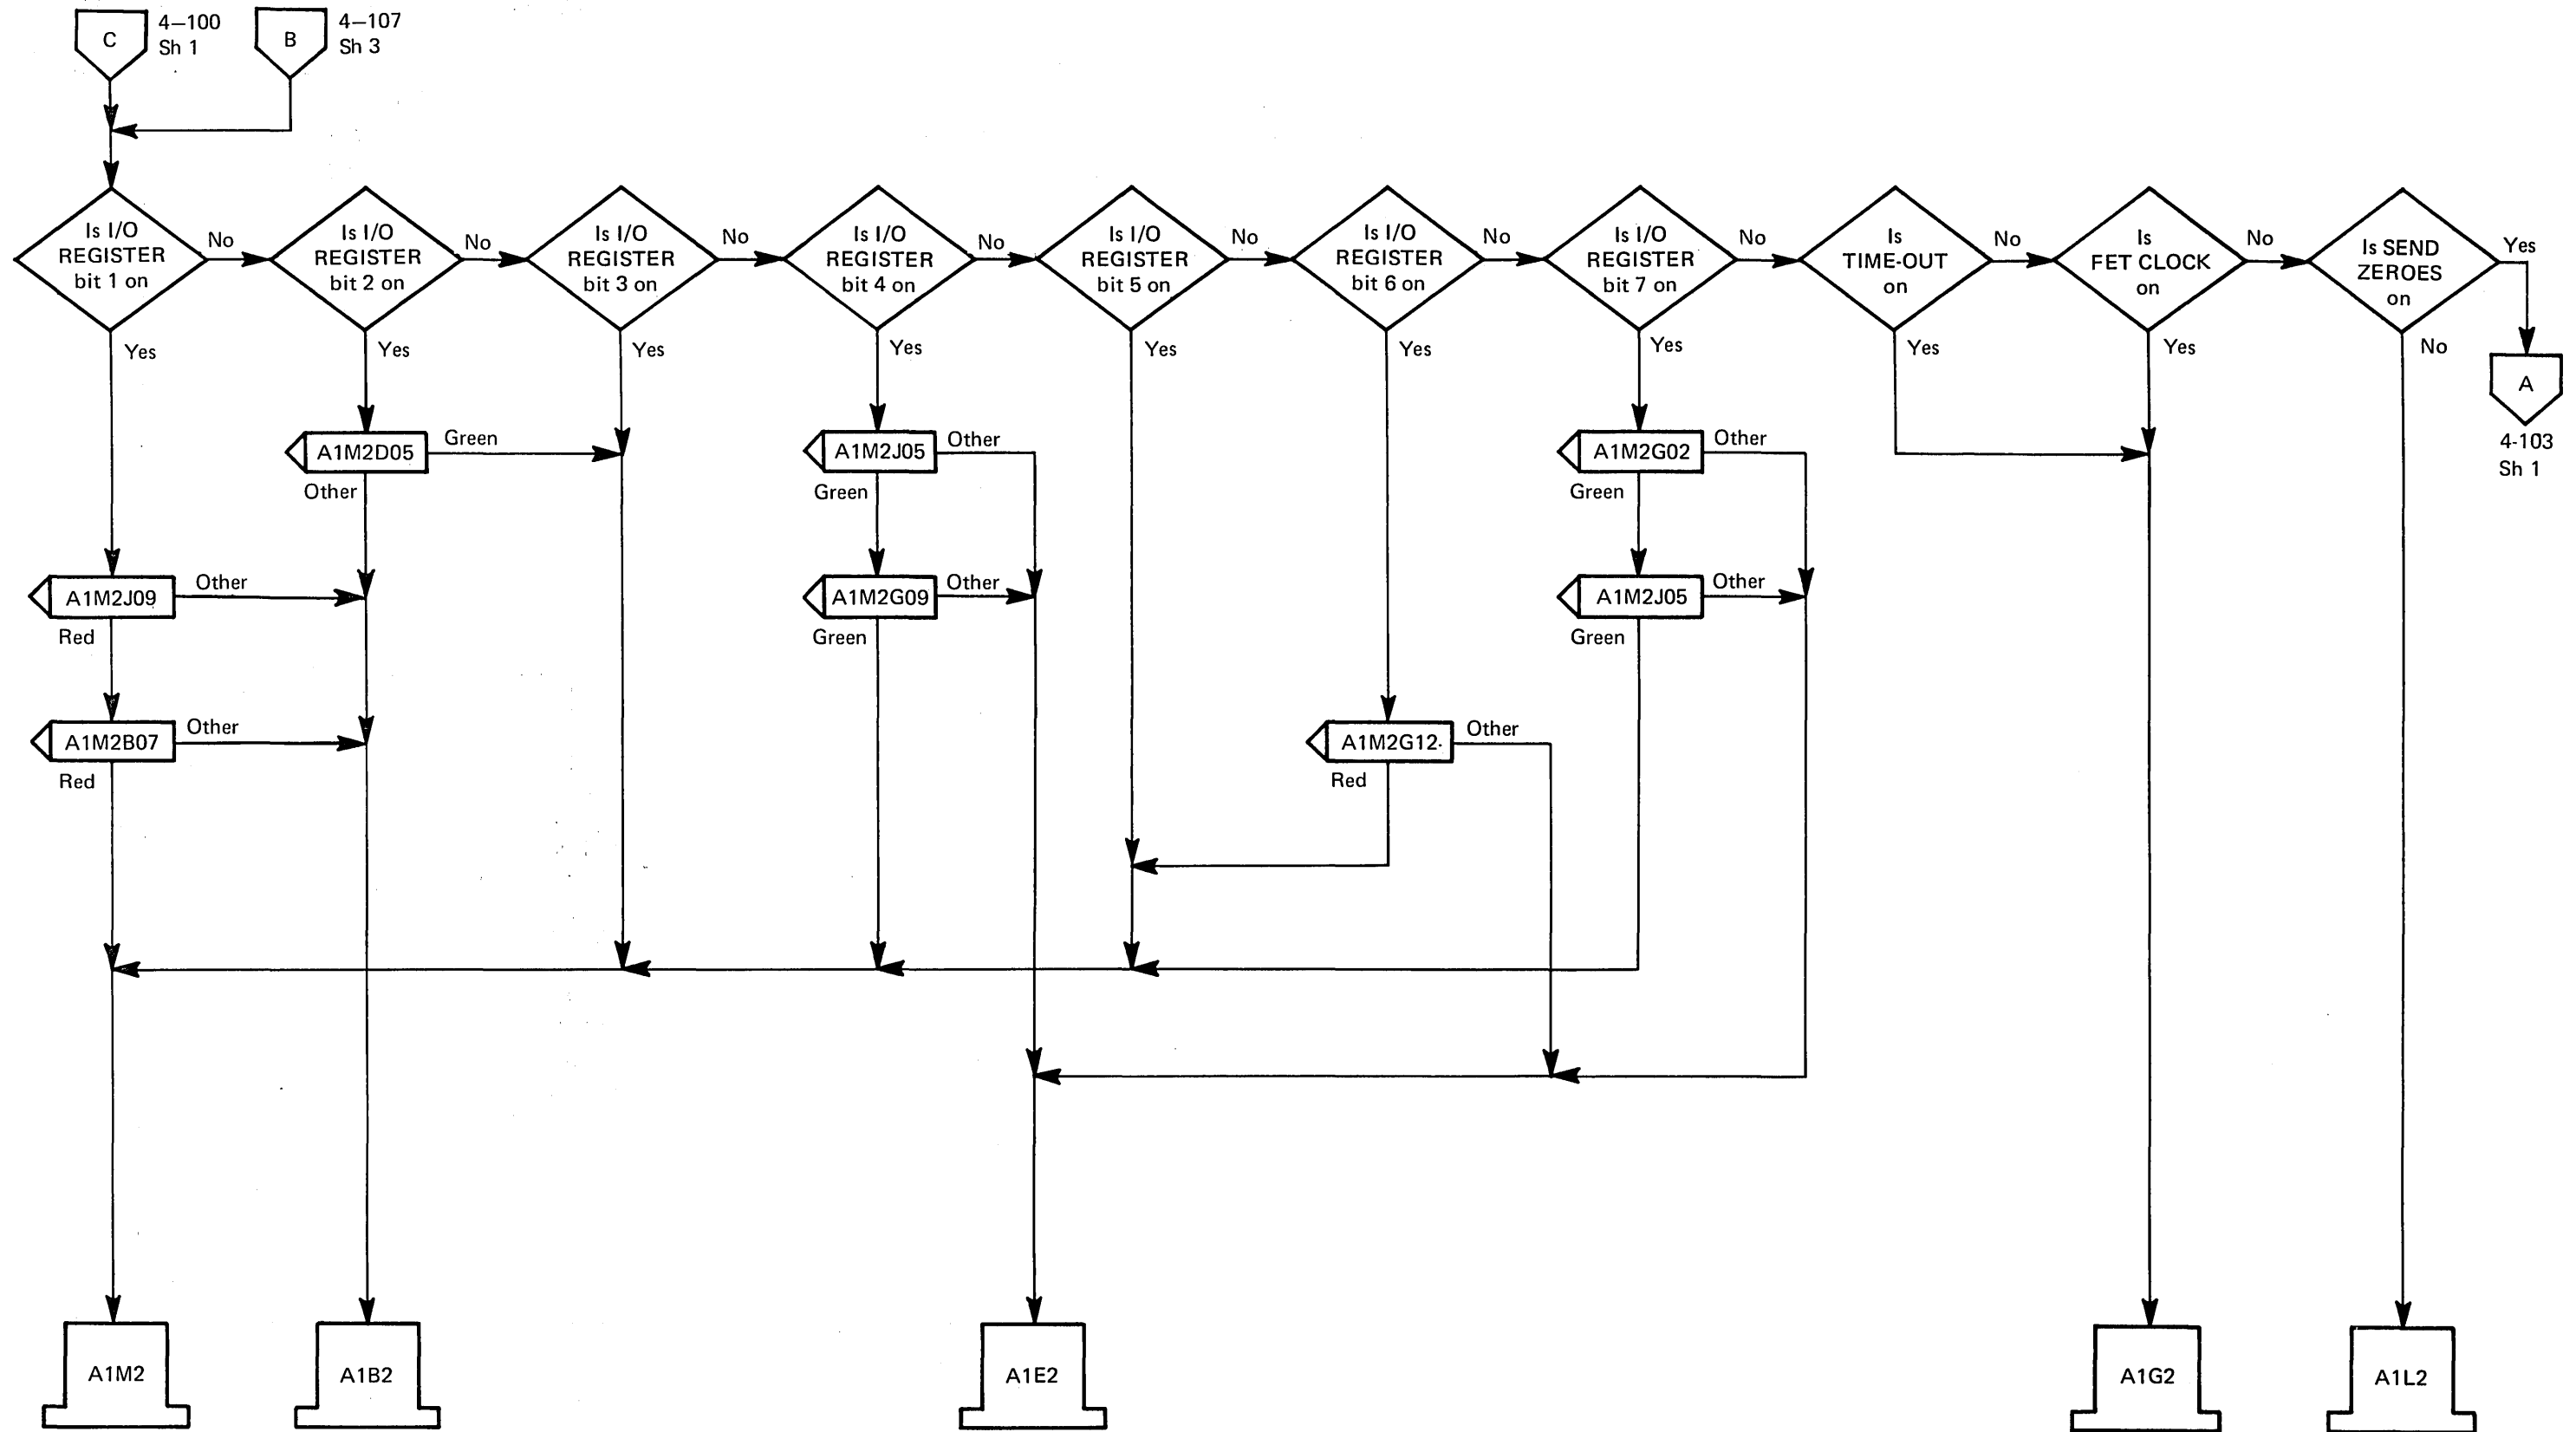 C
4—100
Sh 1
B
4—107
Sh 3
Is I/O
REGISTER
bit 1 on
No
Is I/O
REGISTER
bit 2 on
No
Is I/O
REGISTER
bit 3 on
No
Is I/O
REGISTER
bit 4 on
No
Is I/O
REGISTER
bit 5 on
No
Is I/O
REGISTER
bit 6 on
No
Is I/O
REGISTER
bit 7 on
No
Is
TIME-OUT
on
No
Is
FET CLOCK
on
No
Is SEND
ZEROES
on
Yes
Yes
Yes
Yes
Yes
Yes
Yes
Yes
Yes
Yes
No
A
4-103
Sh 1
A1M2D05
Green
Other
A1M2J05
Other
Green
A1M2G02
Other
Green
A1M2J09
Other
Red
A1M2G09
Other
Green
A1M2J05
Other
Green
A1M2B07
Other
Red
A1M2G12
Other
Red
A1M2
A1B2
A1E2
A1G2
A1L2